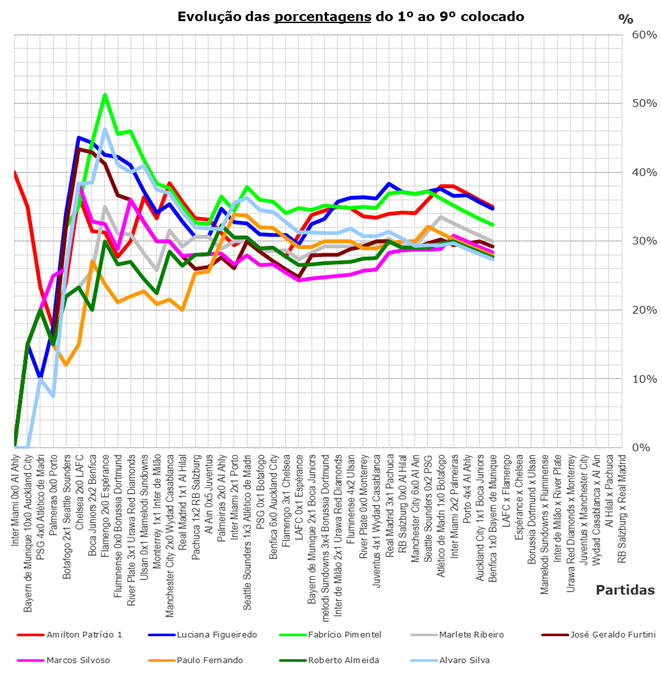 Evolução das porcentagens do 1º ao 9º colocado
%
60%
50%
40%
30%
20%
10%
0%
Inter Miami 0x0 Al Ahly
Bayern de Munique 10x0 Auckland City
PSG 4x0 Atlético de Madri
Palmeiras 0x0 Porto
Botafogo 2x1 Seattle Sounders
Chelsea 2x0 LAFC
Boca Juniors 2x2 Benfica
Flamengo 2x0 Espérance
Fluminense 0x0 Borussia Dortmund
River Plate 3x1 Urawa Red Diamonds
Ulsan 0x1 Mamelodi Sundowns
Monterrey 1x1 Inter de Milão
Manchester City 2x0 Wydad Casablanca
Real Madrid 1x1 Al Hilal
Pachuca 1x2 RB Salzburg
Al Ain 0x5 Juventus
Palmeiras 2x0 Al Ahly
Inter Miami 2x1 Porto
Seattle Sounders 1x3 Atlético de Madri
PSG 0x1 Botafogo
Benfica 6x0 Auckland City
Flamengo 3x1 Chelsea
LAFC 0x1 Espérance
Bayern de Munique 2x1 Boca Juniors
melodi Sundowns 3x4 Borussia Dortmund
Inter de Milão 2x1 Urawa Red Diamonds
Fluminense 4x2 Ulsan
River Plate 0x0 Monterrey
Juventus 4x1 Wydad Casablanca
Real Madrid 3x1 Pachuca
RB Salzburg 0x0 Al Hilal
Manchester City 6x0 Al Ain
Seattle Sounders 0x2 PSG
Atlético de Madri 1x0 Botafogo
Inter Miami 2x2 Palmeiras
Porto 4x4 Al Ahly
Auckland City 1x1 Boca Juniors
Benfica 1x0 Bayern de Munique
LAFC x Flamengo
Esperance x Chelsea
Borussia Dortmund x Ulsan
Mamelodi Sundowns x Fluminense
Inter de Milão x River Plate
Urawa Red Diamonds x Monterrey
Juventus x Manchester City
Wydad Casablanca x Al Ain
Al Hilal x Pachuca
RB Salzburg x Real Madrid
Partidas
Amilton Patrício 1
Luciana Figueiredo
Fabrício Pimentel
Marlete Ribeiro
José Geraldo Furtini
Marcos Silvoso
Paulo Fernando
Roberto Almeida
Alvaro Silva